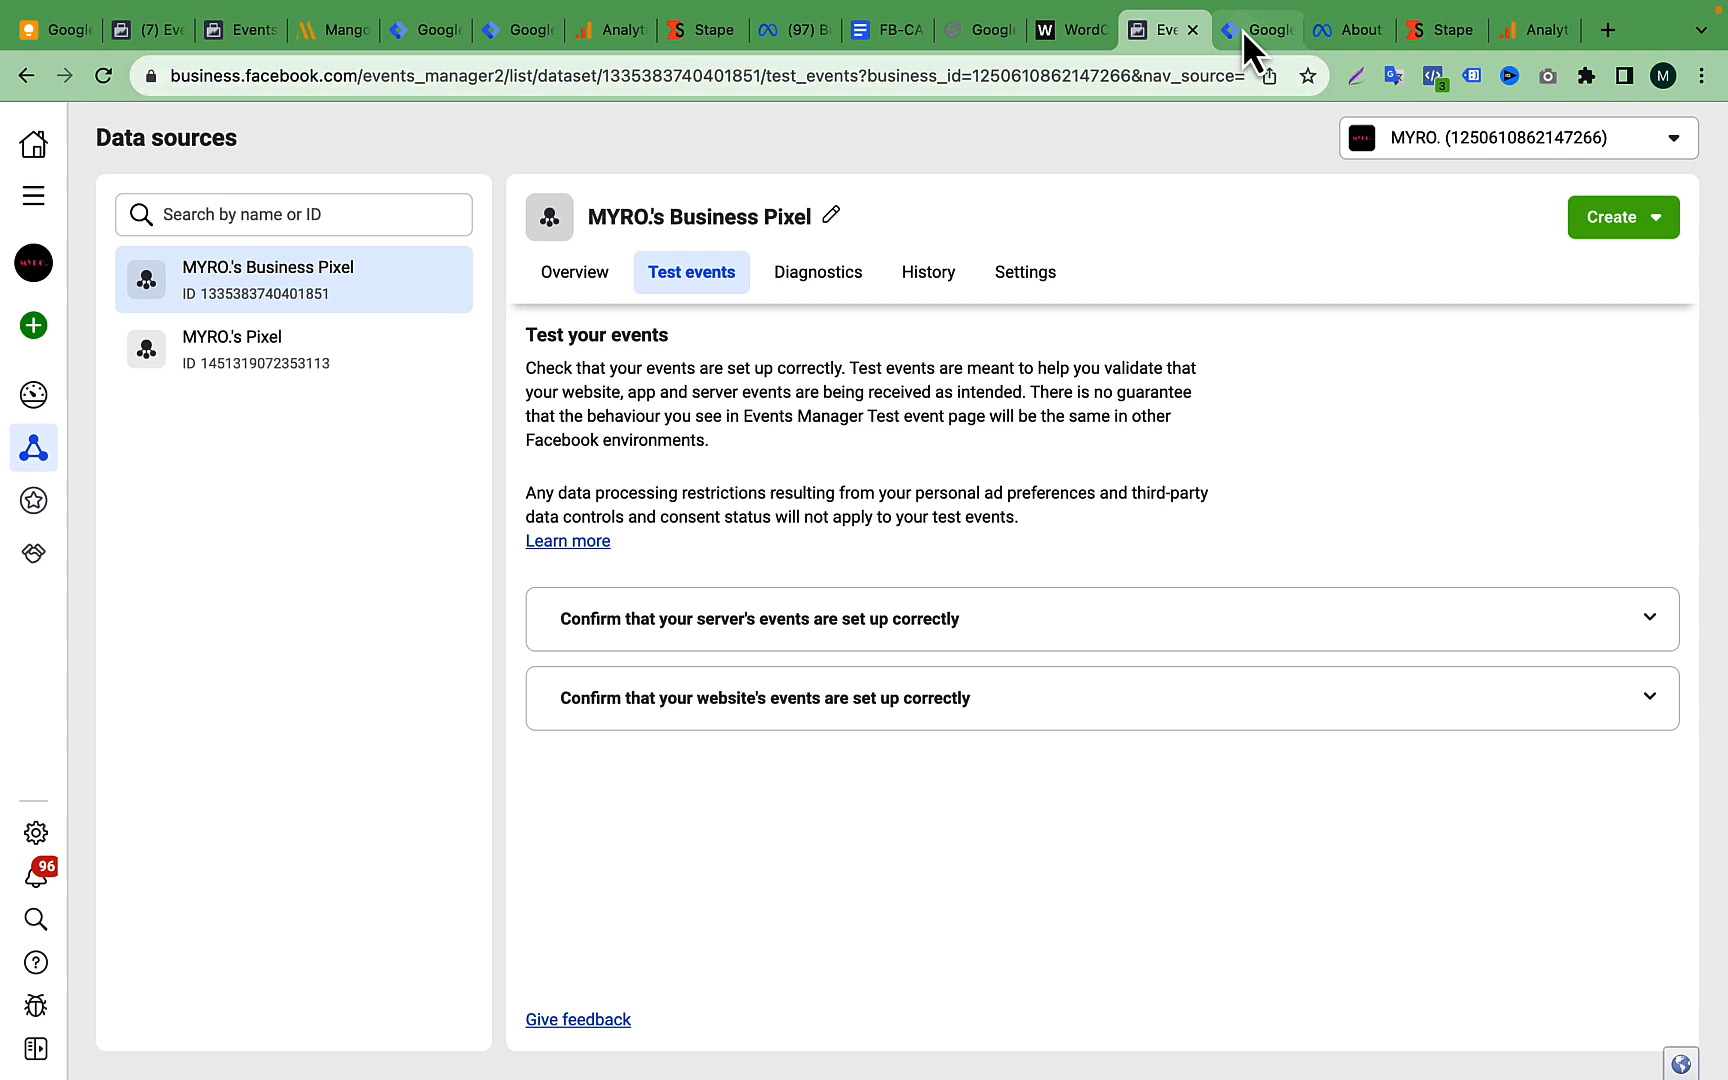 Google
(7) Eve
Events
Mango
Google
Google
Analyt
Stape
(97) B
FB-CA
Google
W WordC
Eve
Google
About
Stape
Analyt
business.facebook.com/events_manager2/list/dataset/1335383740401851/test_events?business_id=1250610862147266&nav_source=
3
M
Data sources
MYRO. (1250610862147266)
Search by name or ID
MYRO.'s Business Pixel
ID 1335383740401851
MYRO.'s Pixel
ID 1451319072353113
MYRO.'s Business Pixel
Create
Overview
Test events
Diagnostics
History
Settings
Test your events
Check that your events are set up correctly. Test events are meant to help you validate that
your website, app and server events are being received as intended. There is no guarantee
that the behaviour you see in Events Manager Test event page will be the same in other
Facebook environments.
Any data processing restrictions resulting from your personal ad preferences and third-party
data controls and consent status will not apply to your test events.
Learn more
Confirm that your server's events are set up correctly
Confirm that your website's events are set up correctly
Give feedback
96